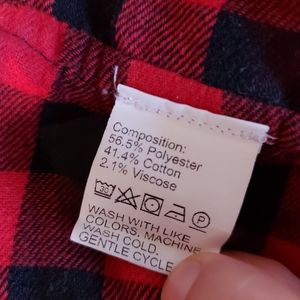 Composition:
56.5% Polyester
41.4% Cotton
2.1% Viscose
WASH WITH LIKE
COLORS. MACHINE
WASH COLD.
GENTLE CYCLE